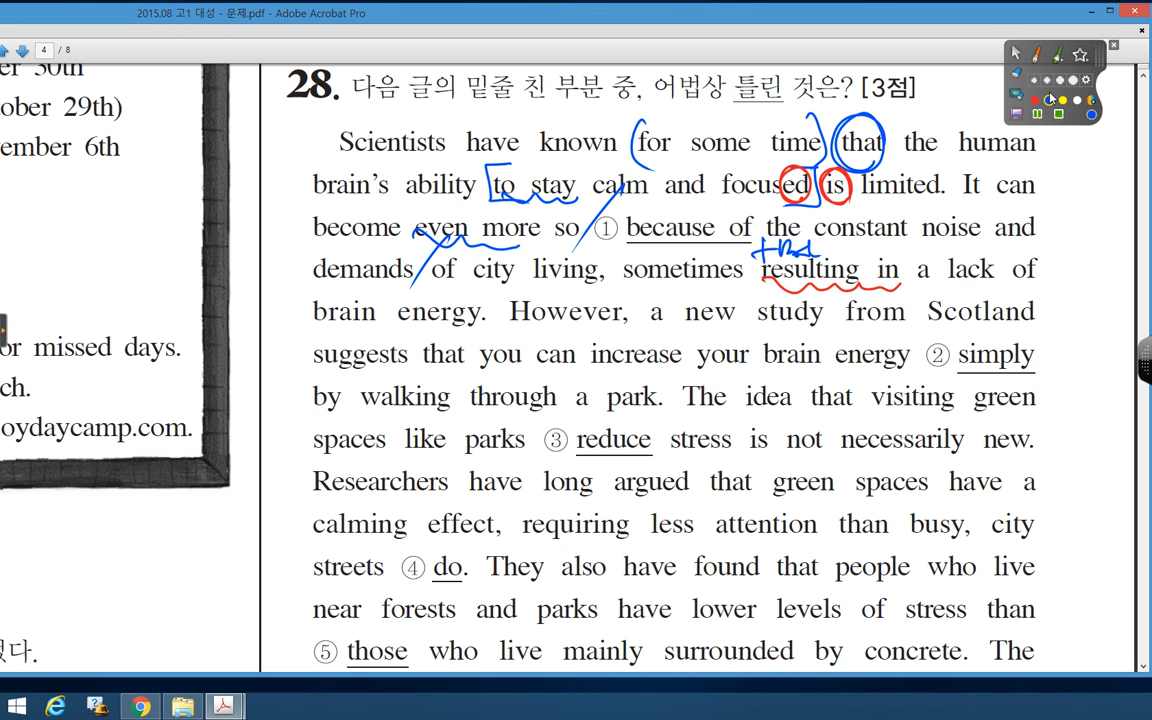 2015.08 고1 대성 - 문제.pdf - Adobe Acrobat Pro
4 / 8
er 30th
ober 29th)
ember 6th
or missed days.
ch.
oydaycamp.com.
다.
28. 다음 글의 밑줄 친 부분 중, 어법상 틀린 것은? [3점]
Scientists have known (for some time) that the human
brain's ability [to stay calm and focused] is limited. It can
become even more so ① because of the constant noise and
demands of city living, sometimes resulting in a lack of
brain energy. However, a new study from Scotland
suggests that you can increase your brain energy ② simply
by walking through a park. The idea that visiting green
spaces like parks ③ reduce stress is not necessarily new.
Researchers have long argued that green spaces have a
calming effect, requiring less attention than busy, city
streets ④ do. They also have found that people who live
near forests and parks have lower levels of stress than
⑤ those who live mainly surrounded by concrete. The